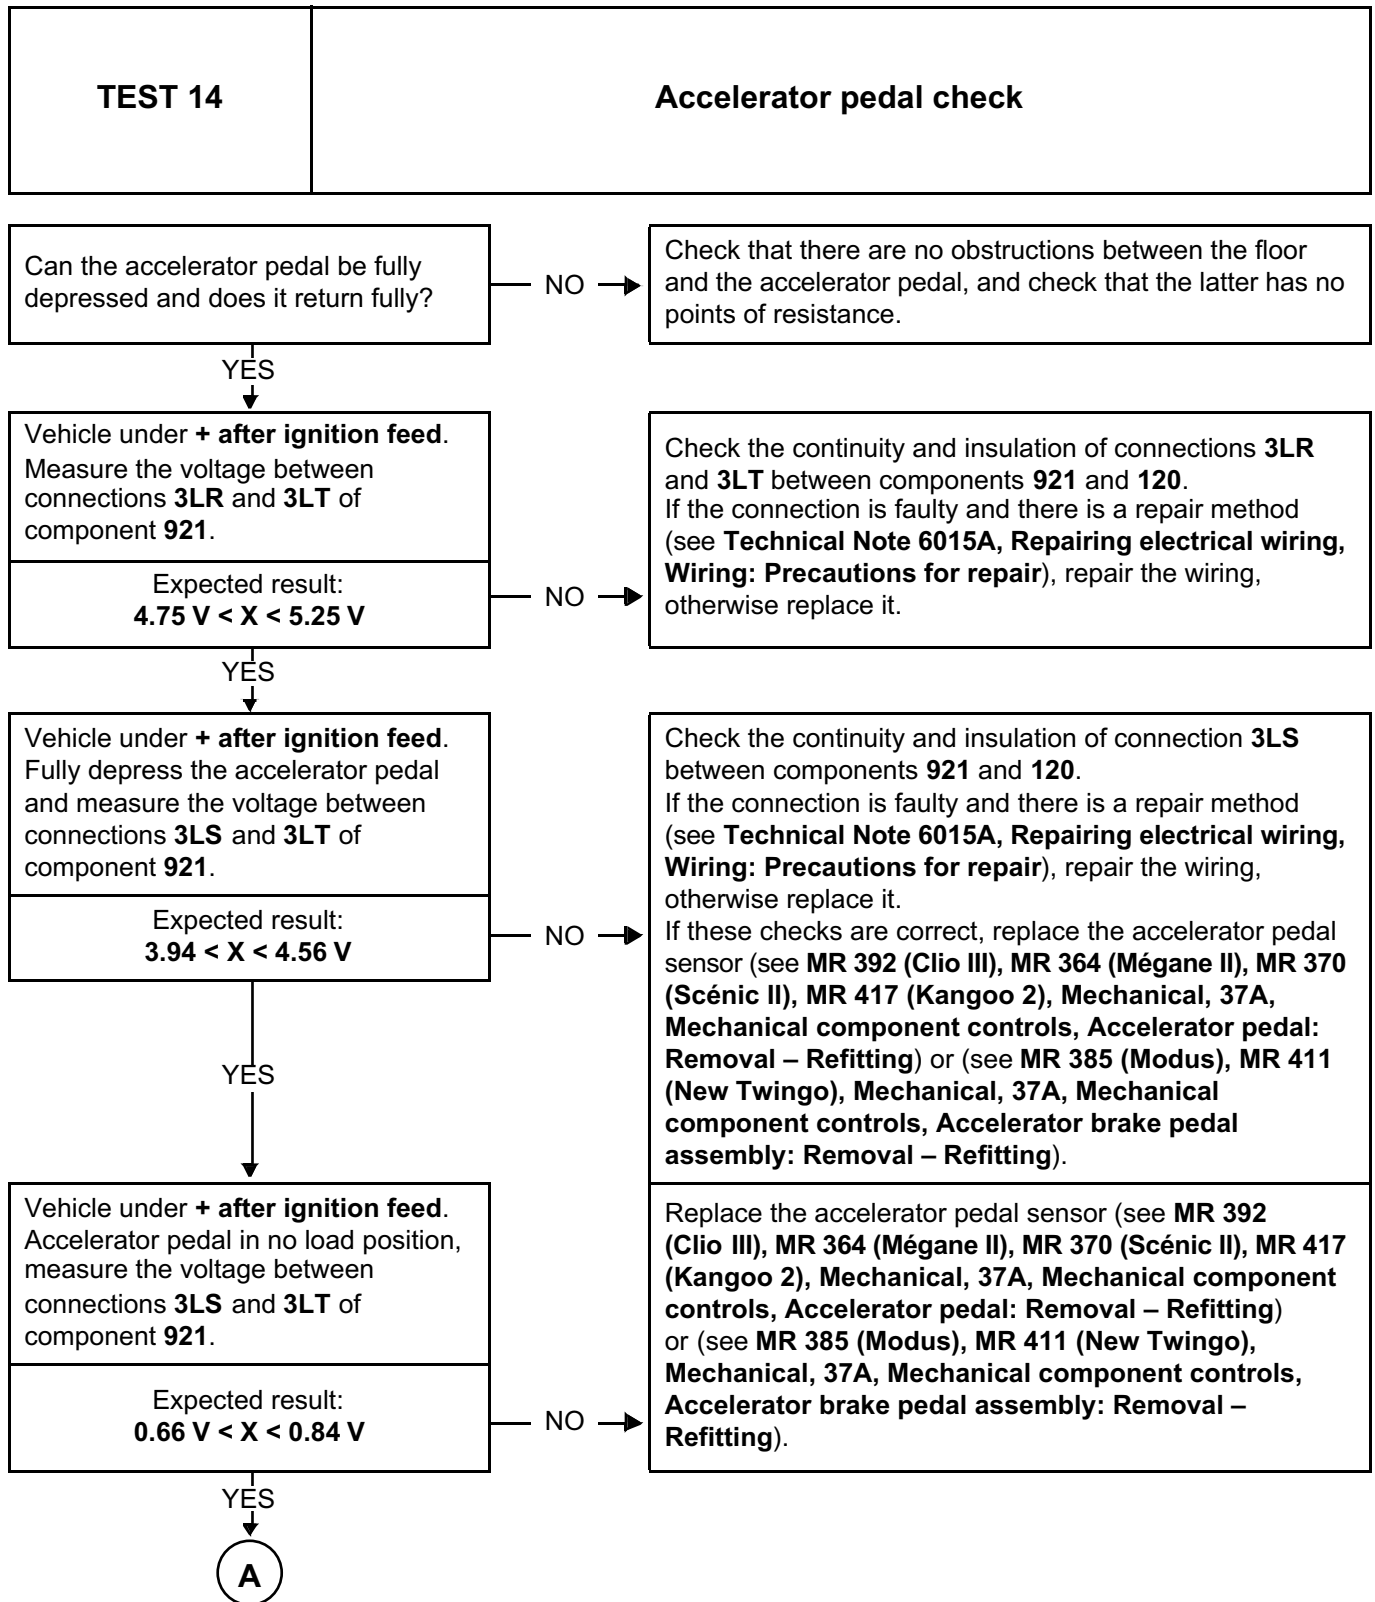 TEST 14
Accelerator pedal check
Can the accelerator pedal be fully
depressed and does it return fully?
NO
Check that there are no obstructions between the floor
and the accelerator pedal, and check that the latter has no
points of resistance.
YES
Vehicle under + after ignition feed.
Measure the voltage between
connections 3LR and 3LT of
component 921.
Expected result:
4.75 V < X < 5.25 V
NO
Check the continuity and insulation of connections 3LR
and 3LT between components 921 and 120.
If the connection is faulty and there is a repair method
(see Technical Note 6015A, Repairing electrical wiring,
Wiring: Precautions for repair), repair the wiring,
otherwise replace it.
YES
Vehicle under + after ignition feed.
Fully depress the accelerator pedal
and measure the voltage between
connections 3LS and 3LT of
component 921.
Expected result:
3.94 < X < 4.56 V
NO
Check the continuity and insulation of connection 3LS
between components 921 and 120.
If the connection is faulty and there is a repair method
(see Technical Note 6015A, Repairing electrical wiring,
Wiring: Precautions for repair), repair the wiring,
otherwise replace it.
If these checks are correct, replace the accelerator pedal
sensor (see MR 392 (Clio III), MR 364 (Mégane II), MR 370
(Scénic II), MR 417 (Kangoo 2), Mechanical, 37A,
Mechanical component controls, Accelerator pedal:
Removal – Refitting) or (see MR 385 (Modus), MR 411
(New Twingo), Mechanical, 37A, Mechanical
component controls, Accelerator brake pedal
assembly: Removal – Refitting).
YES
Vehicle under + after ignition feed.
Accelerator pedal in no load position,
measure the voltage between
connections 3LS and 3LT of
component 921.
Expected result:
0.66 V < X < 0.84 V
NO
Replace the accelerator pedal sensor (see MR 392
(Clio III), MR 364 (Mégane II), MR 370 (Scénic II), MR 417
(Kangoo 2), Mechanical, 37A, Mechanical component
controls, Accelerator pedal: Removal – Refitting)
or (see MR 385 (Modus), MR 411 (New Twingo),
Mechanical, 37A, Mechanical component controls,
Accelerator brake pedal assembly: Removal –
Refitting).
YES
A